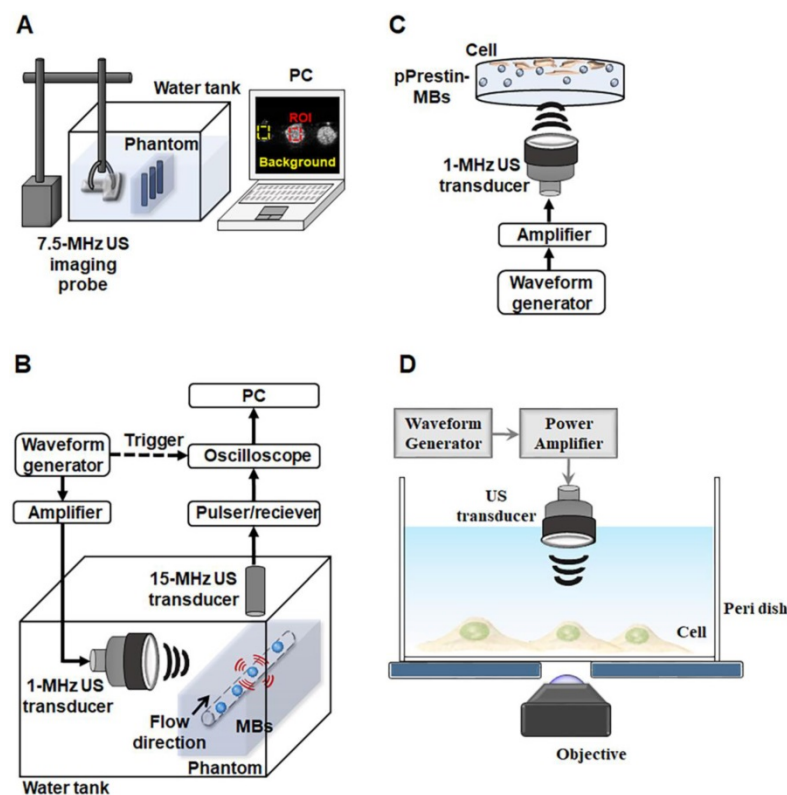 A
Water tank
PC
Phantom
ROI
Background
7.5-MHz US
imaging
probe
C
Cell
pPrestin-
MBs
1-MHz US
transducer
Amplifier
Waveform
generator
B
PC
Waveform
generator
Trigger
Oscilloscope
Amplifier
Pulser/reciever
15-MHz US
transducer
1-MHz US
transducer
Flow
direction
MBs
Phantom
Water tank
D
Waveform
Generator
Power
Amplifier
US
transducer
Peri dish
Cell
Objective